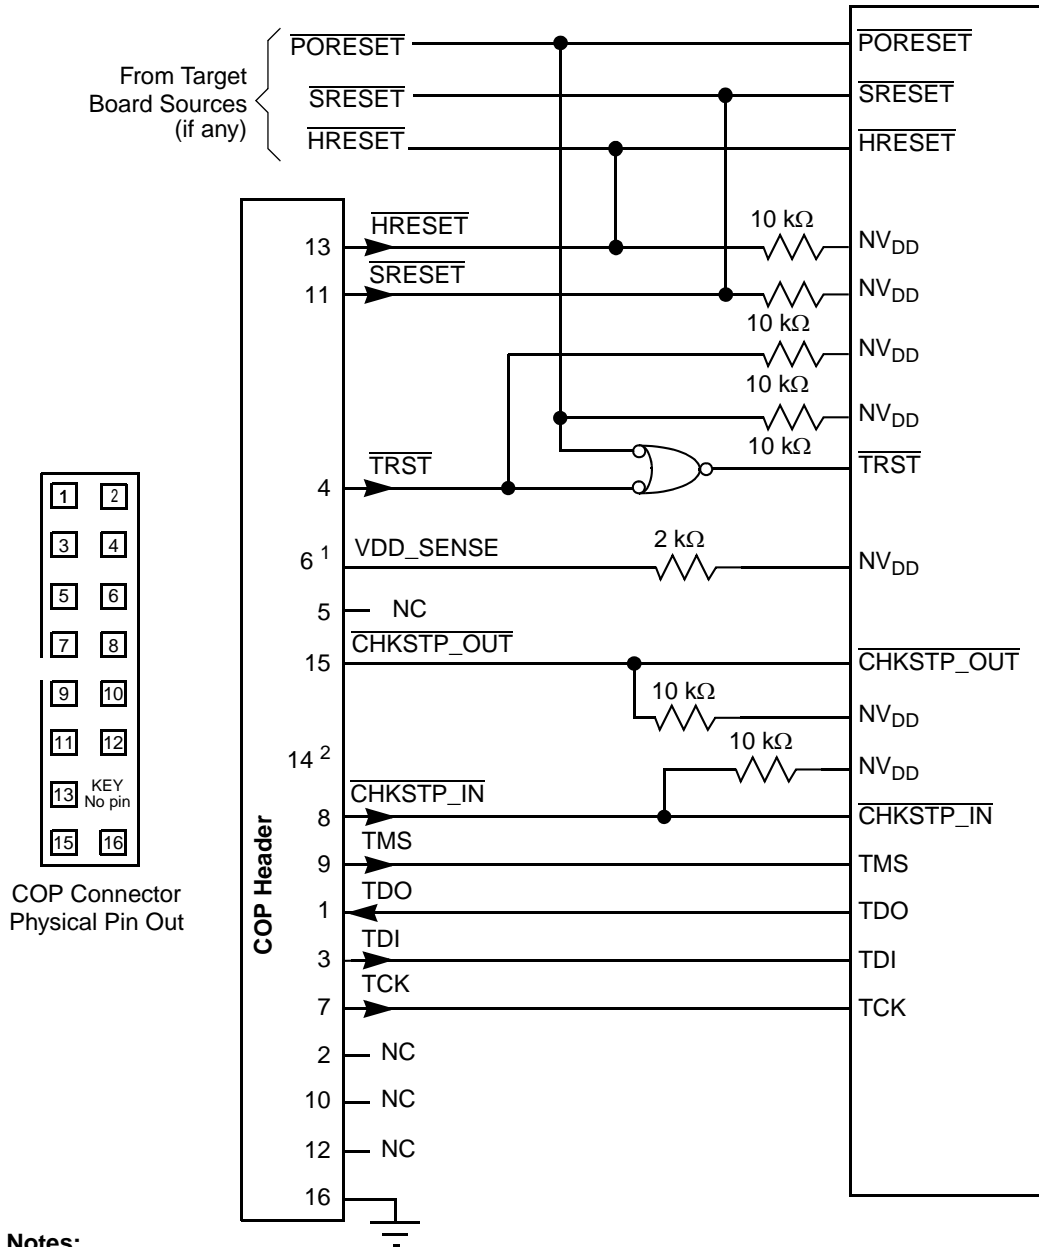 PORESET
PORESET
From Target
Board Sources
(if any)
SRESET
SRESET
HRESET
HRESET
13
HRESET
10 kΩ
NVDD
11
SRESET
NVDD
10 kΩ
NVDD
10 kΩ
NVDD
10 kΩ
4
TRST
TRST
6 1
VDD_SENSE
2 kΩ
NVDD
5
NC
15
CHKSTP_OUT
CHKSTP_OUT
10 kΩ
NVDD
14 2
10 kΩ
NVDD
8
CHKSTP_IN
CHKSTP_IN
9
TMS
TMS
1
TDO
TDO
3
TDI
TDI
7
TCK
TCK
2
NC
10
NC
12
NC
16
COP Header
1 2
3 4
5 6
7 8
9 10
11 12
13 KEY
No pin
15 16
COP Connector
Physical Pin Out
Notes: